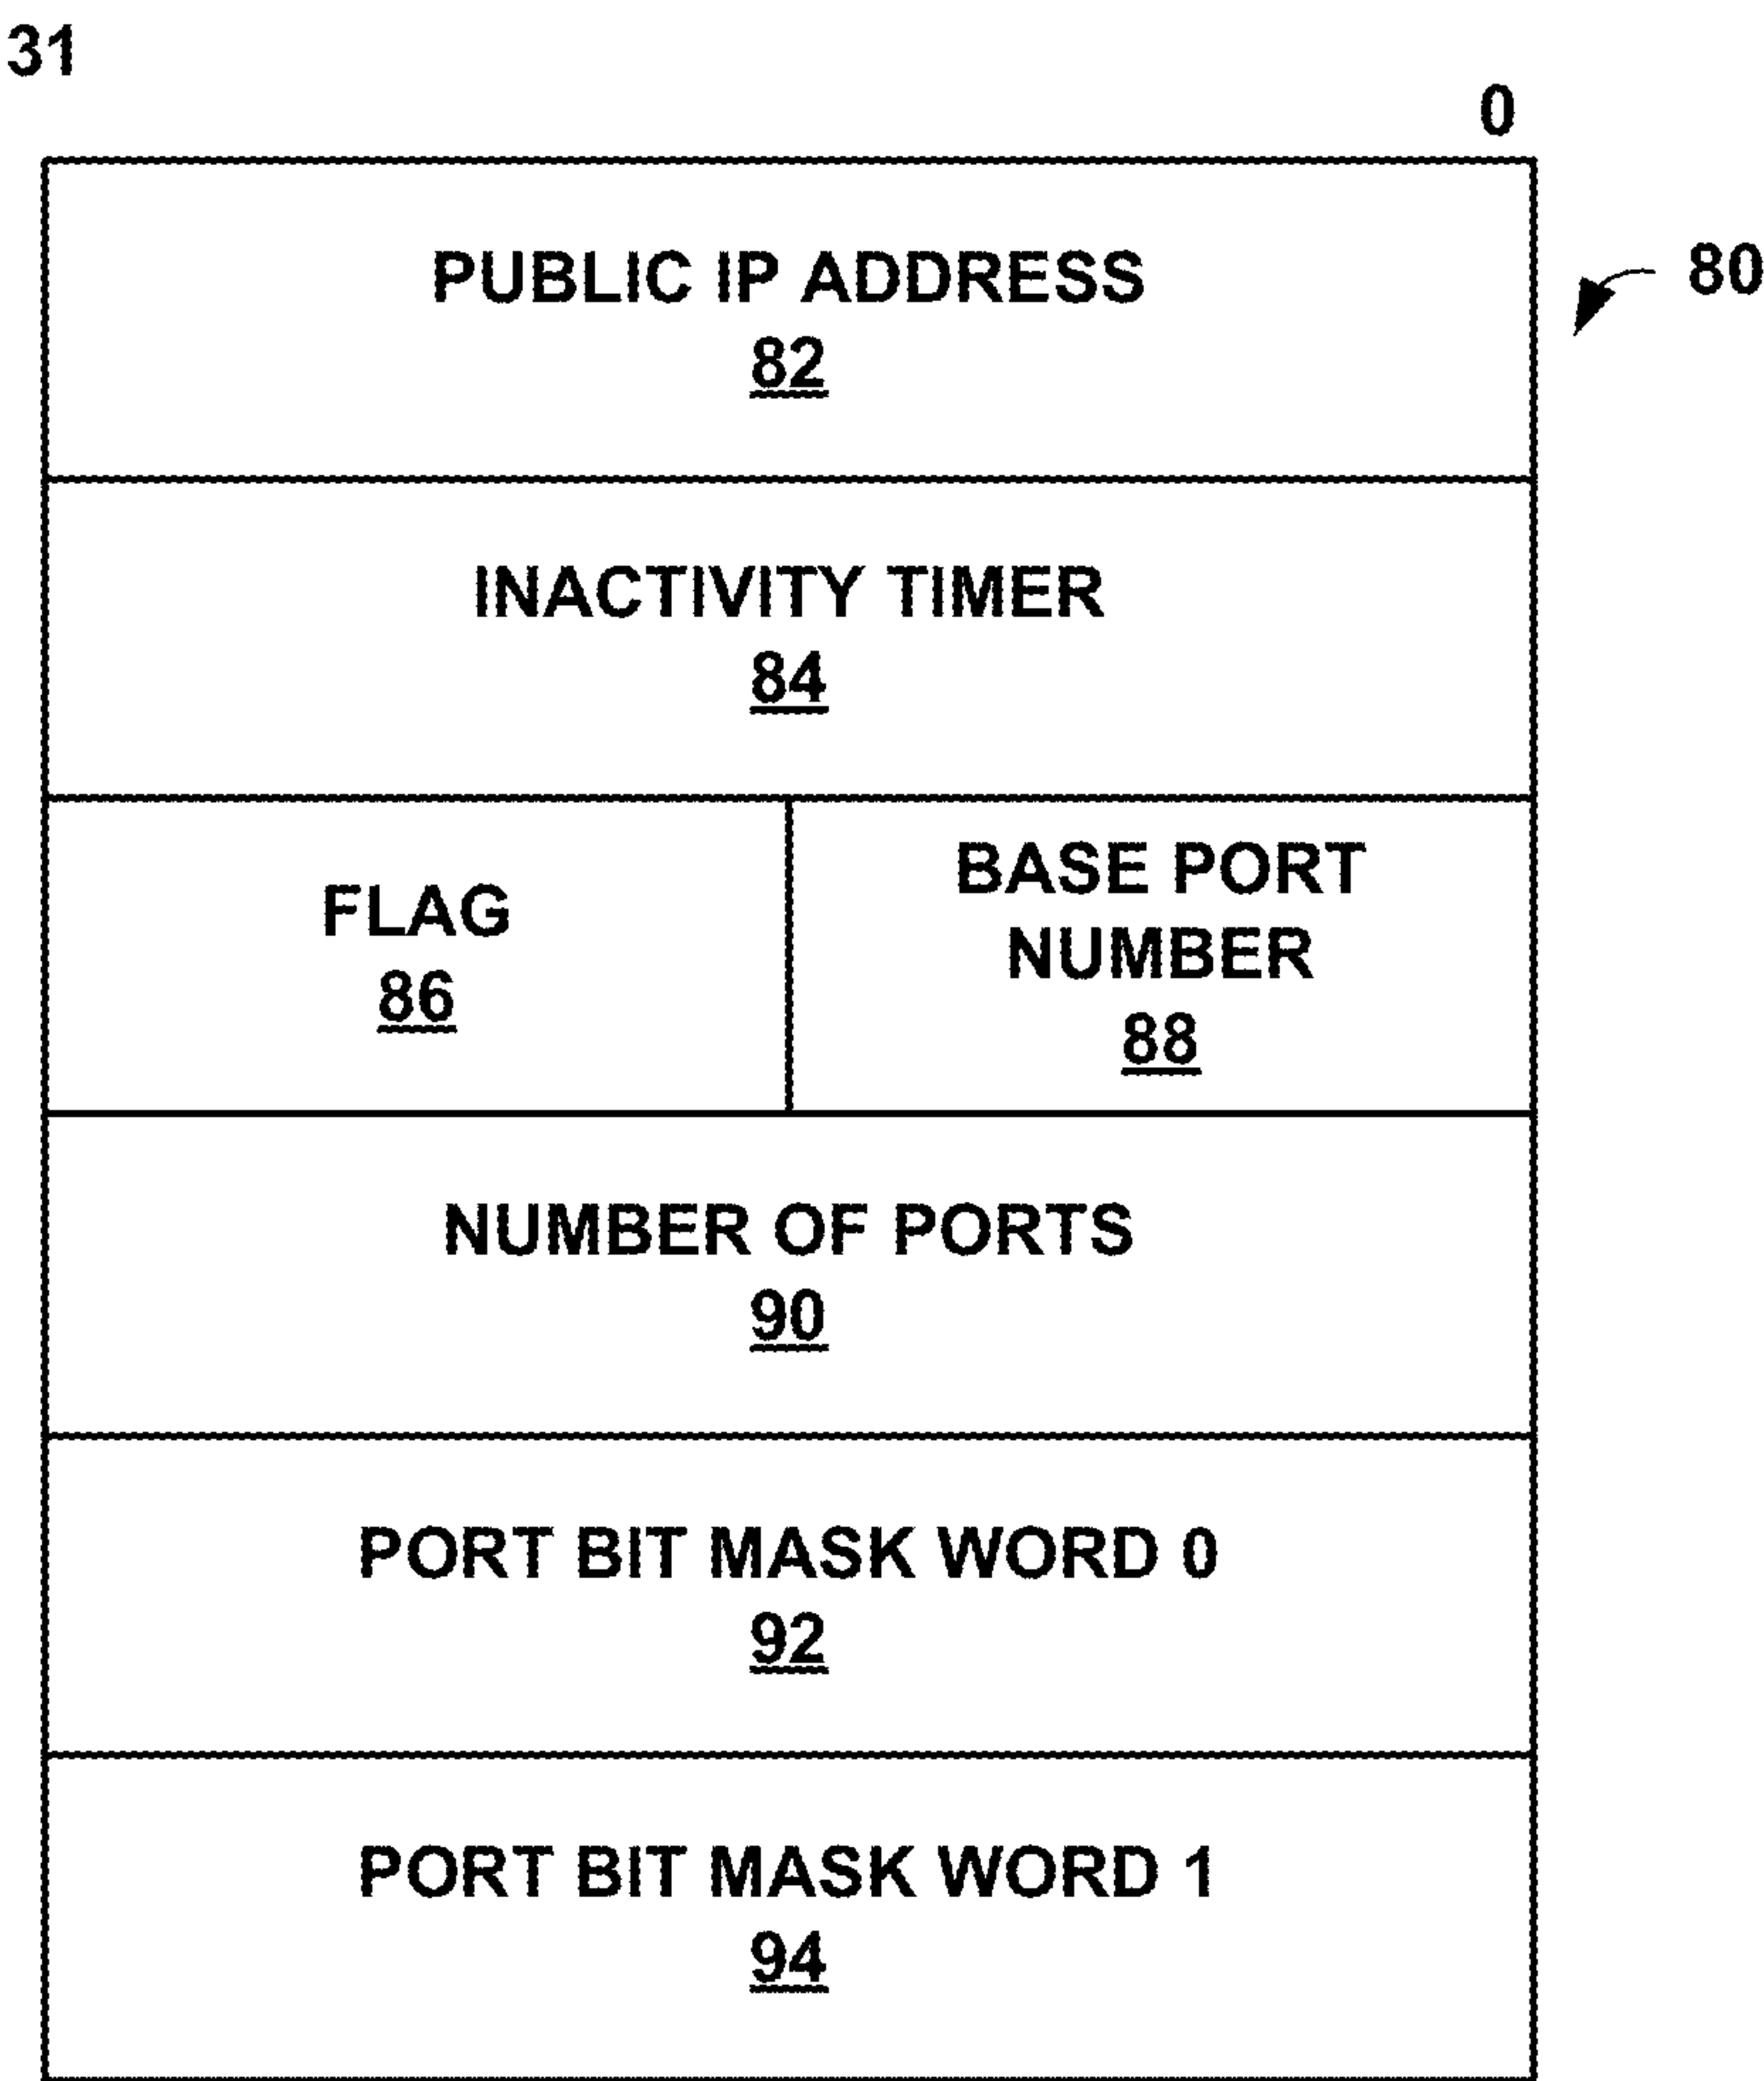 31
0
PUBLIC IP ADDRESS
82
80
INACTIVITY TIMER
84
FLAG
86
BASE PORT
NUMBER
88
NUMBER OF PORTS
90
PORT BIT MASK WORD 0
92
PORT BIT MASK WORD 1
94